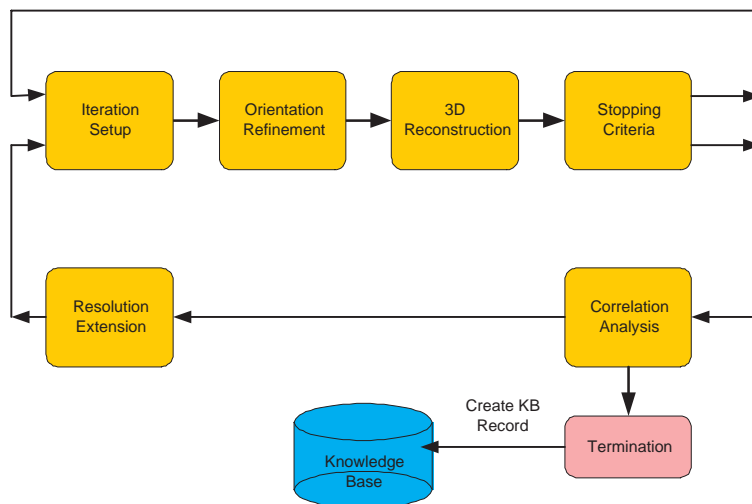 Iteration
Setup
Orientation
Refinement
3D
Reconstruction
Stopping
Criteria
Resolution
Extension
Correlation
Analysis
Create KB
Record
Termination
Knowledge
Base